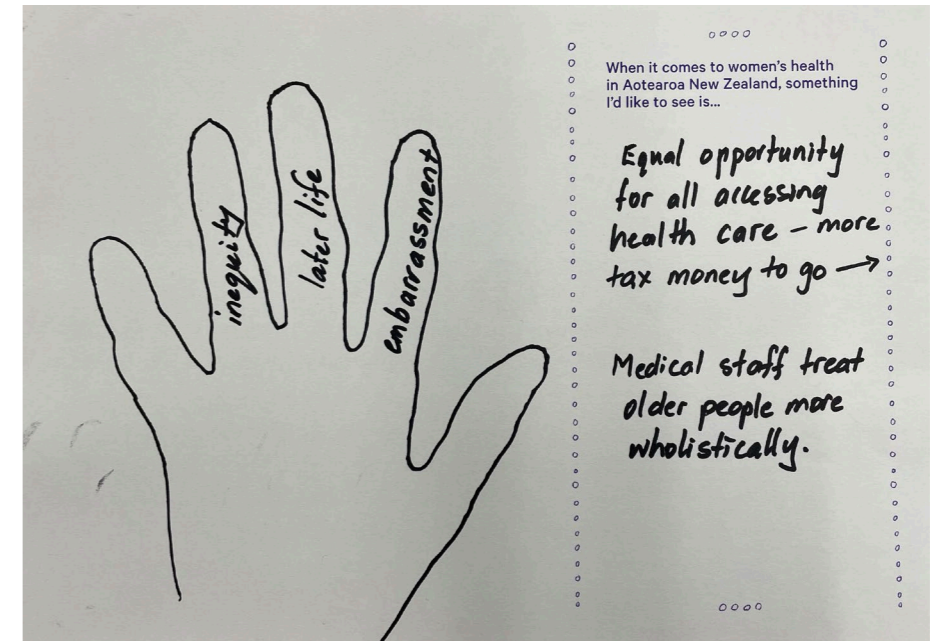 inequity
later life
embarrassment
When it comes to women's health
in Aotearoa New Zealand, something
I'd like to see is...
Equal opportunity
for all accessing
health care – more
tax money to go →
Medical staff treat
older people more
wholistically.